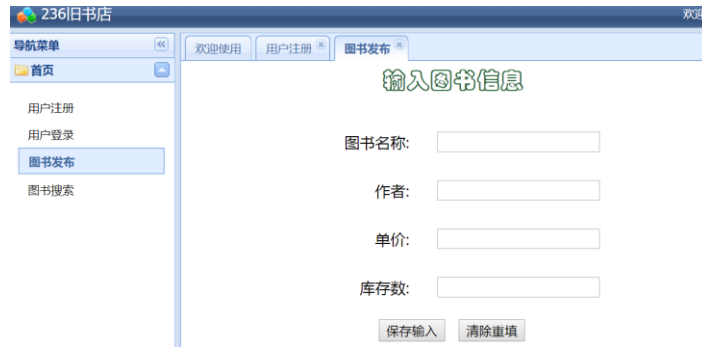 236旧书店
欢迎
导航菜单
首页
用户注册
用户登录
图书发布
图书搜索
欢迎使用 用户注册 图书发布
输入图书信息
图书名称:
作者:
单价:
库存数:
保存输入 清除重填